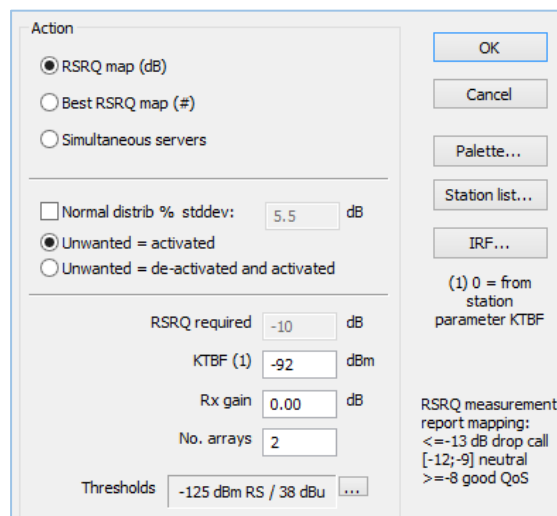 Action
RSRQ map (dB)
Best RSRQ map (#)
Simultaneous servers
Normal distrib % stddev: 5.5 dB
Unwanted = activated
Unwanted = de-activated and activated
RSRQ required -10 dB
KTBF (1) -92 dBm
Rx gain 0.00 dB
No. arrays 2
Thresholds -125 dBm RS / 38 dBu ...
OK
Cancel
Palette...
Station list...
IRF...
(1) 0 = from
station
parameter KTBF
RSRQ measurement
report mapping:
<=-13 dB drop call
[-12;-9] neutral
>=-8 good QoS